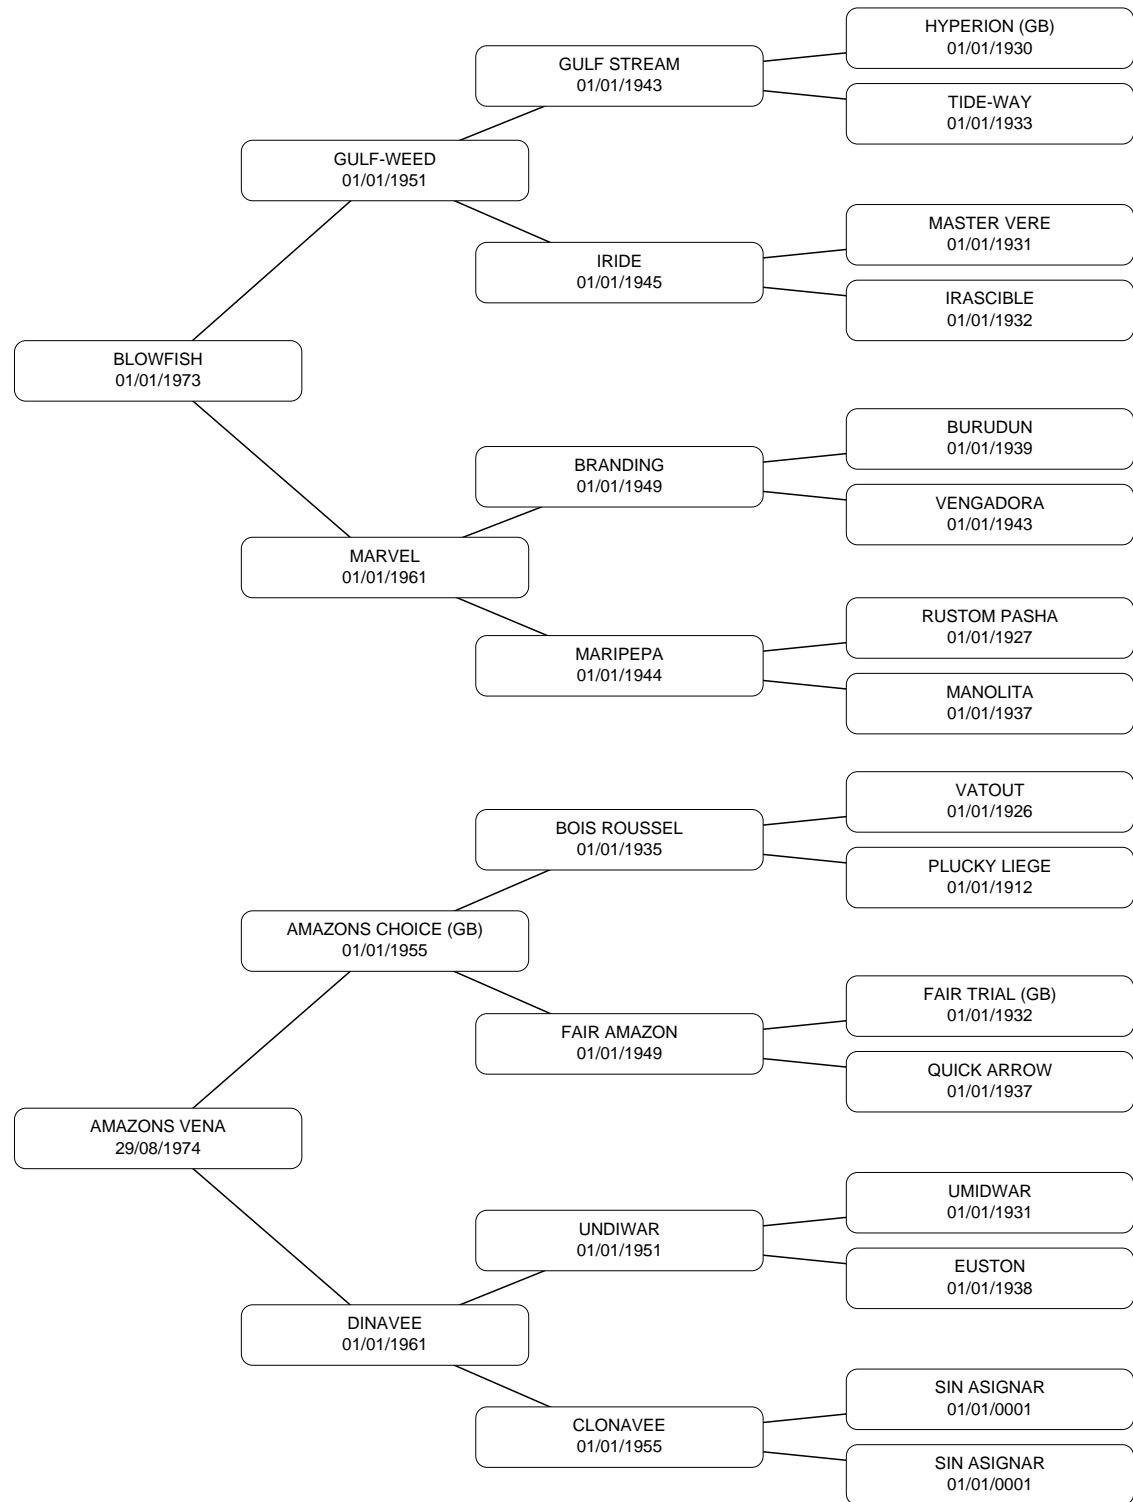 HYPERION (GB)
01/01/1930
GULF STREAM
01/01/1943
TIDE-WAY
01/01/1933
GULF-WEED
01/01/1951
MASTER VERE
01/01/1931
IRIDE
01/01/1945
IRASCIBLE
01/01/1932
BLOWFISH
01/01/1973
BURUDUN
01/01/1939
BRANDING
01/01/1949
VENGADORA
01/01/1943
MARVEL
01/01/1961
RUSTOM PASHA
01/01/1927
MARIPEPA
01/01/1944
MANOLITA
01/01/1937
VATOUT
01/01/1926
BOIS ROUSSEL
01/01/1935
PLUCKY LIEGE
01/01/1912
AMAZONS CHOICE (GB)
01/01/1955
FAIR TRIAL (GB)
01/01/1932
FAIR AMAZON
01/01/1949
QUICK ARROW
01/01/1937
AMAZONS VENA
29/08/1974
UMIDWAR
01/01/1931
UNDIWAR
01/01/1951
EUSTON
01/01/1938
DINAVEE
01/01/1961
SIN ASIGNAR
01/01/0001
CLONAVEE
01/01/1955
SIN ASIGNAR
01/01/0001